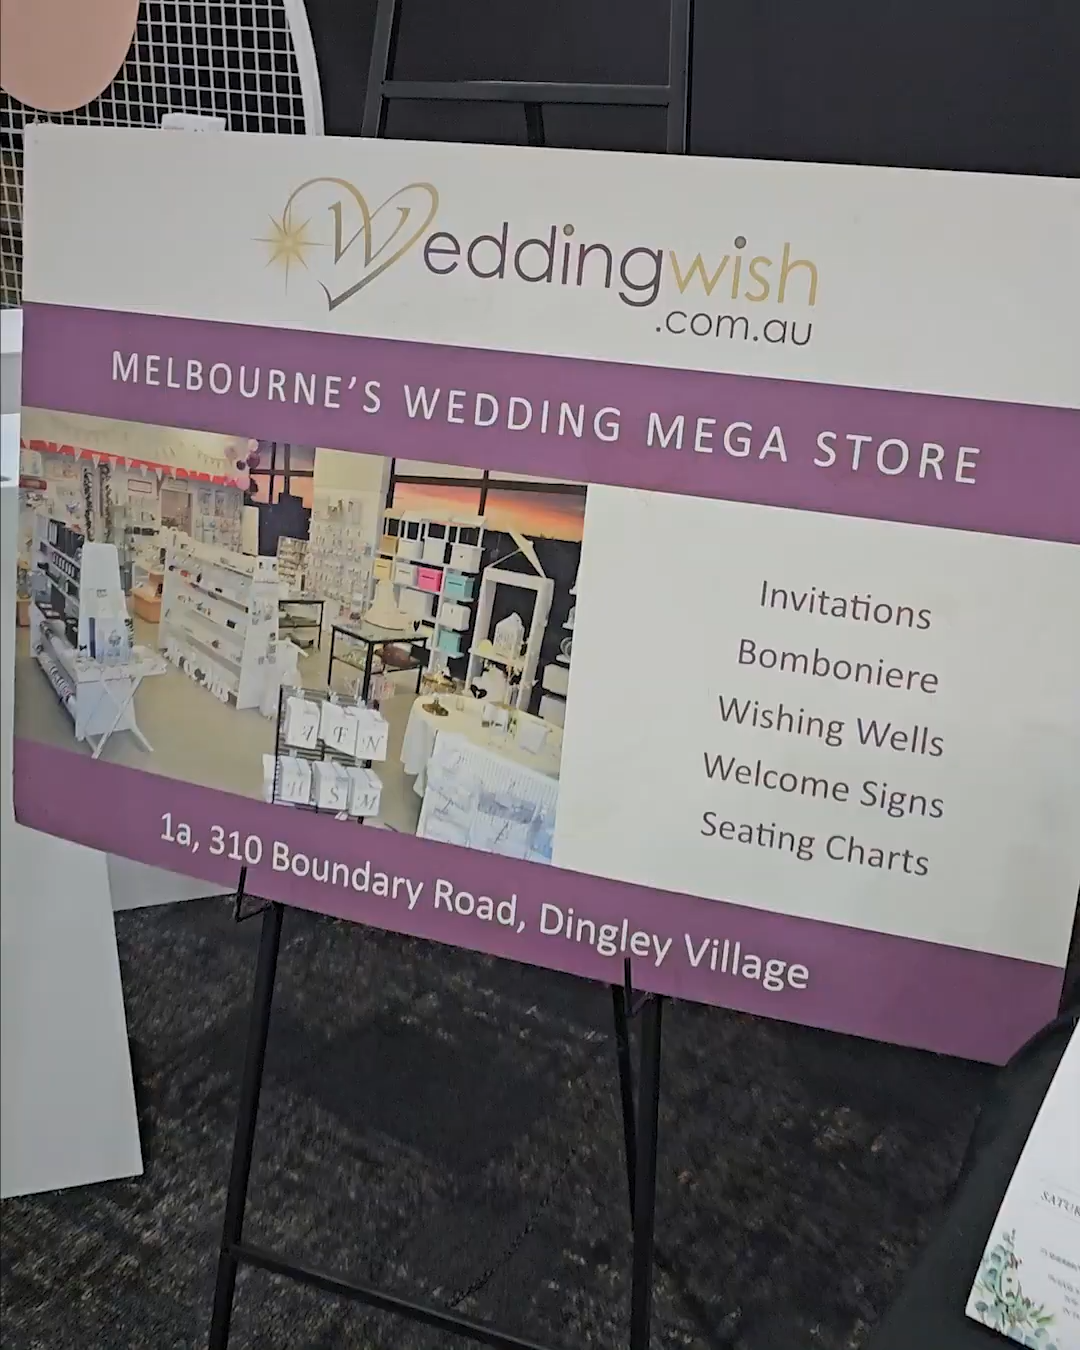 Weddingwish
.com.au
MELBOURNE'S WEDDING MEGA STORE
Invitations
Bomboniere
Wishing Wells
Welcome Signs
Seating Charts
1a, 310 Boundary Road, Dingley Village